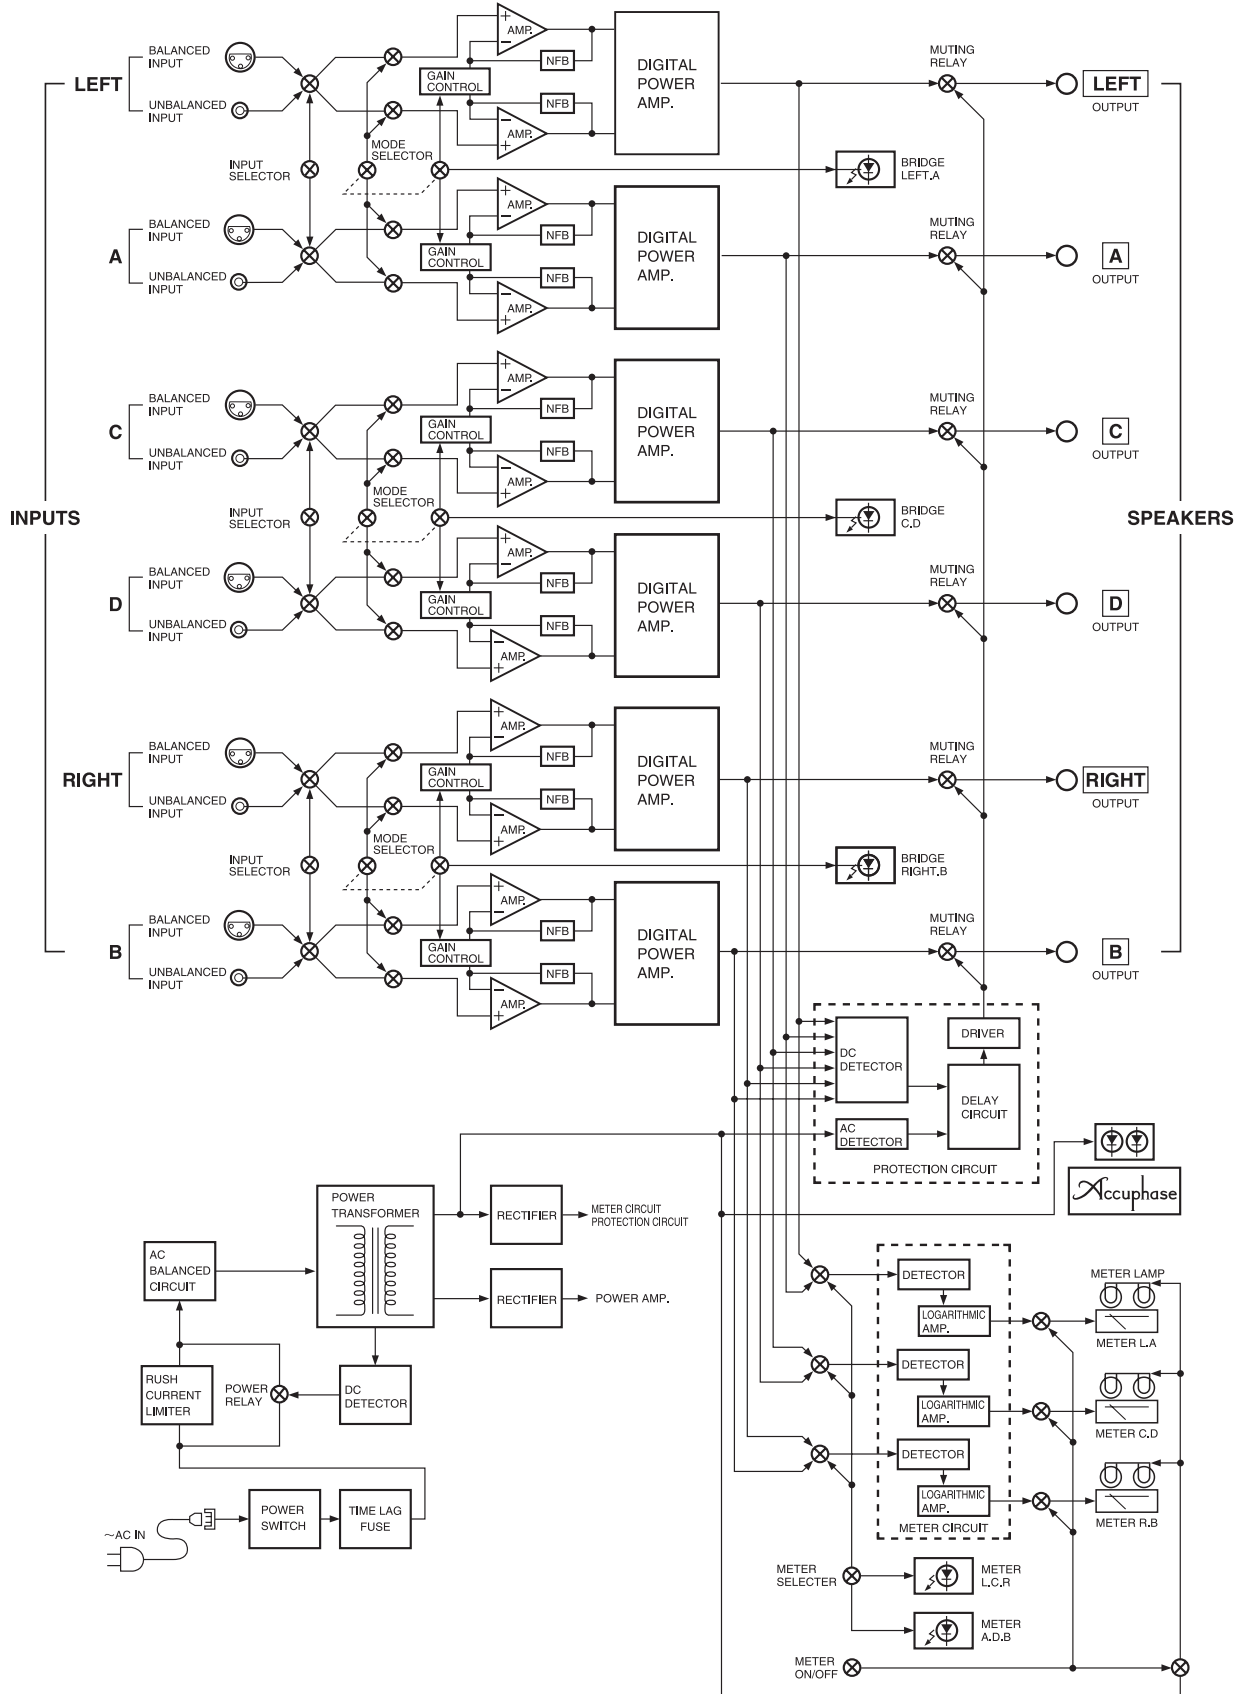 INPUTS
SPEAKERS
LEFT
BALANCED
INPUT
UNBALANCED
INPUT
AMP.
NFB
GAIN
CONTROL
NFB
AMP.
DIGITAL
POWER
AMP.
MUTING
RELAY
LEFT
OUTPUT
INPUT
SELECTOR
MODE
SELECTOR
BRIDGE
LEFT.A
A
BALANCED
INPUT
UNBALANCED
INPUT
AMP.
NFB
GAIN
CONTROL
NFB
AMP.
DIGITAL
POWER
AMP.
MUTING
RELAY
A
OUTPUT
C
BALANCED
INPUT
UNBALANCED
INPUT
AMP.
NFB
GAIN
CONTROL
NFB
AMP.
DIGITAL
POWER
AMP.
MUTING
RELAY
C
OUTPUT
INPUT
SELECTOR
MODE
SELECTOR
BRIDGE
C.D
D
BALANCED
INPUT
UNBALANCED
INPUT
AMP.
NFB
GAIN
CONTROL
NFB
AMP.
DIGITAL
POWER
AMP.
MUTING
RELAY
D
OUTPUT
RIGHT
BALANCED
INPUT
UNBALANCED
INPUT
AMP.
NFB
GAIN
CONTROL
NFB
AMP.
DIGITAL
POWER
AMP.
MUTING
RELAY
RIGHT
OUTPUT
INPUT
SELECTOR
MODE
SELECTOR
BRIDGE
RIGHT.B
B
BALANCED
INPUT
UNBALANCED
INPUT
AMP.
NFB
GAIN
CONTROL
NFB
AMP.
DIGITAL
POWER
AMP.
MUTING
RELAY
B
OUTPUT
DC
DETECTOR
DRIVER
DELAY
CIRCUIT
AC
DETECTOR
PROTECTION CIRCUIT
Accuphase
POWER
TRANSFORMER
RECTIFIER
METER CIRCUIT
PROTECTION CIRCUIT
RECTIFIER
POWER AMP.
AC
BALANCED
CIRCUIT
RUSH
CURRENT
LIMITER
POWER
RELAY
DC
DETECTOR
~AC IN
POWER
SWITCH
TIME LAG
FUSE
DETECTOR
LOGARITHMIC
AMP.
METER LAMP
METER L.A
DETECTOR
LOGARITHMIC
AMP.
METER C.D
DETECTOR
LOGARITHMIC
AMP.
METER R.B
METER CIRCUIT
METER
SELECTER
METER
L.C.R
METER
A.D.B
METER
ON/OFF